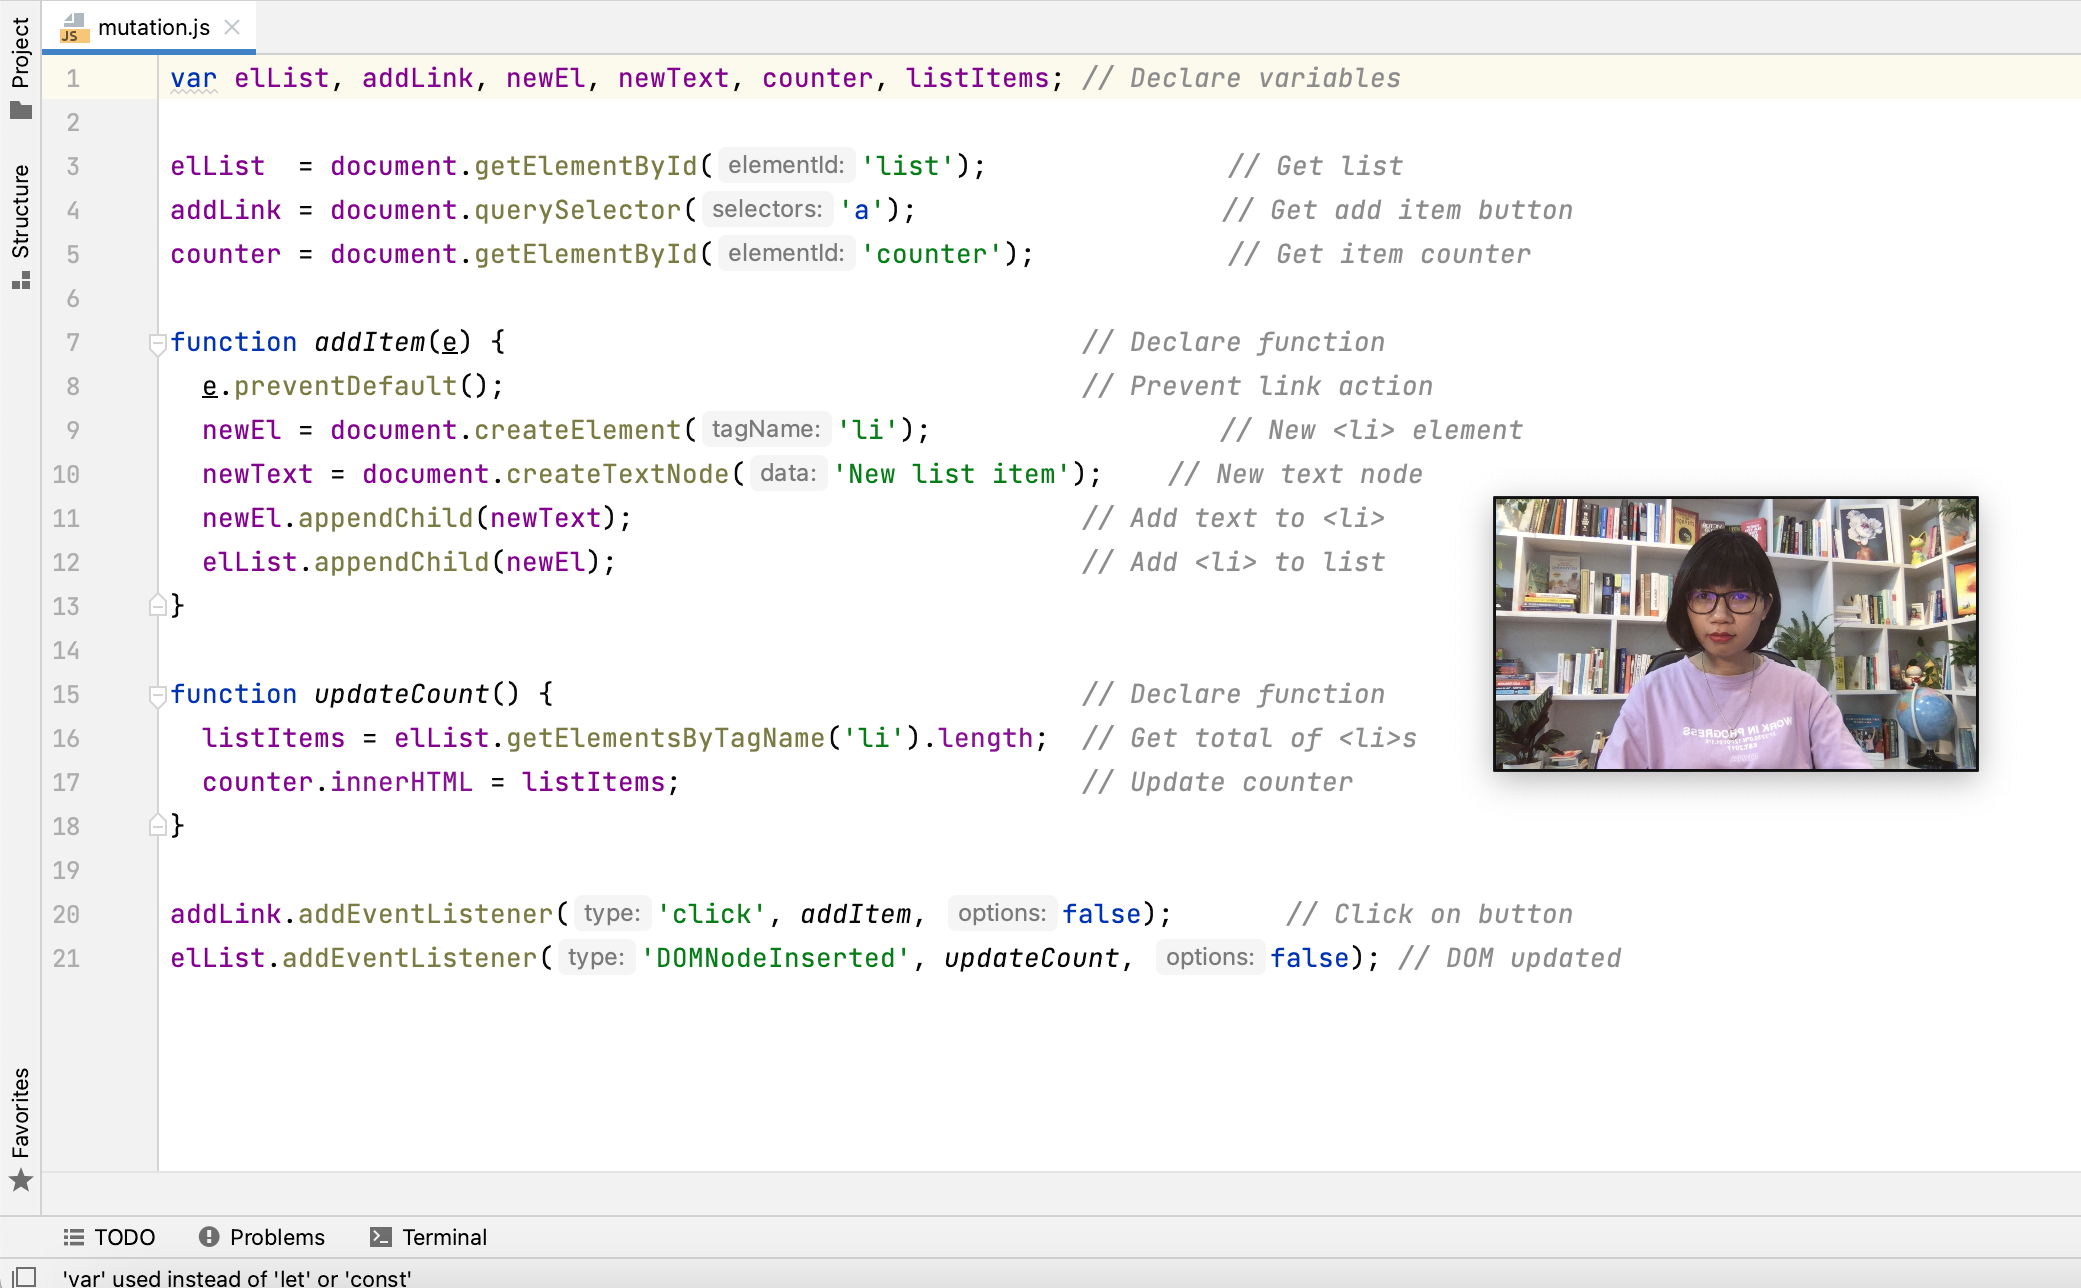 Project
Structure
Favorites
JS mutation.js
1 var elList, addLink, newEl, newText, counter, listItems; // Declare variables
2
3 elList  = document.getElementById( elementId: 'list');                // Get list
4 addLink = document.querySelector( selectors: 'a');                    // Get add item button
5 counter = document.getElementById( elementId: 'counter');             // Get item counter
6
7 function addItem(e) {                                    // Declare function
8   e.preventDefault();                                    // Prevent link action
9   newEl = document.createElement( tagName: 'li');                   // New <li> element
10   newText = document.createTextNode( data: 'New list item');     // New text node
11   newEl.appendChild(newText);                            // Add text to <li>
12   elList.appendChild(newEl);                             // Add <li> to list
13 }
14
15 function updateCount() {                                 // Declare function
16   listItems = elList.getElementsByTagName('li').length;  // Get total of <li>s
17   counter.innerHTML = listItems;                         // Update counter
18 }
19
20 addLink.addEventListener( type: 'click', addItem, options: false);       // Click on button
21 elList.addEventListener( type: 'DOMNodeInserted', updateCount, options: false); // DOM updated
WORK IN PROGRESS
TODO Problems Terminal
'var' used instead of 'let' or 'const'